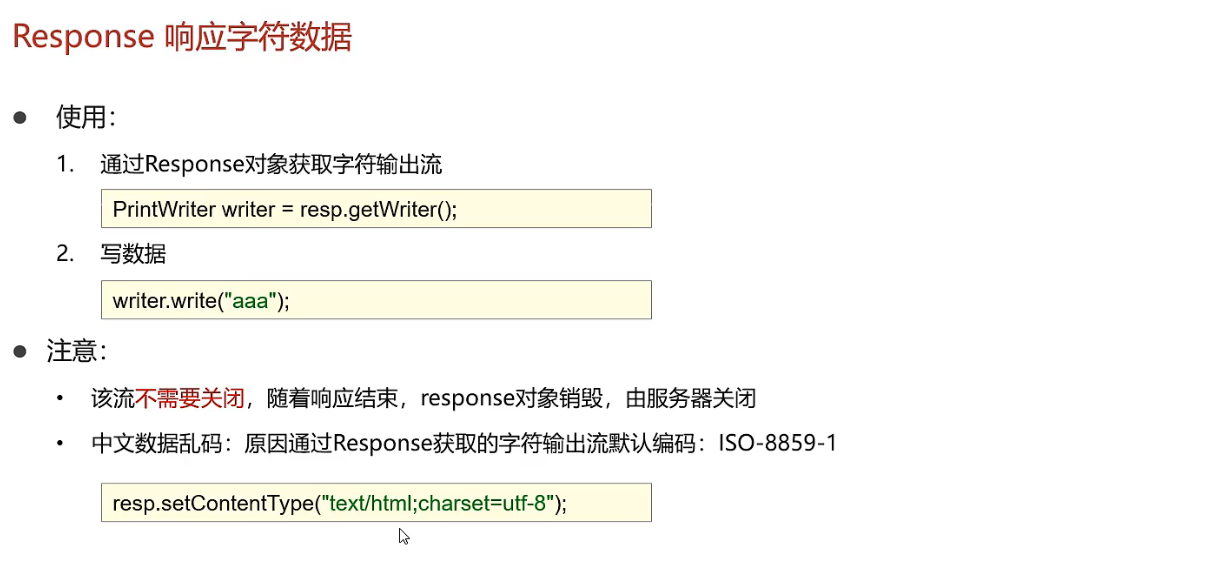 Response 响应字符数据
● 使用：
1. 通过Response对象获取字符输出流
PrintWriter writer = resp.getWriter();
2. 写数据
writer.write("aaa");
● 注意：
• 该流不需要关闭，随着响应结束，response对象销毁，由服务器关闭
• 中文数据乱码：原因通过Response获取的字符输出流默认编码：ISO-8859-1
resp.setContentType("text/html;charset=utf-8");